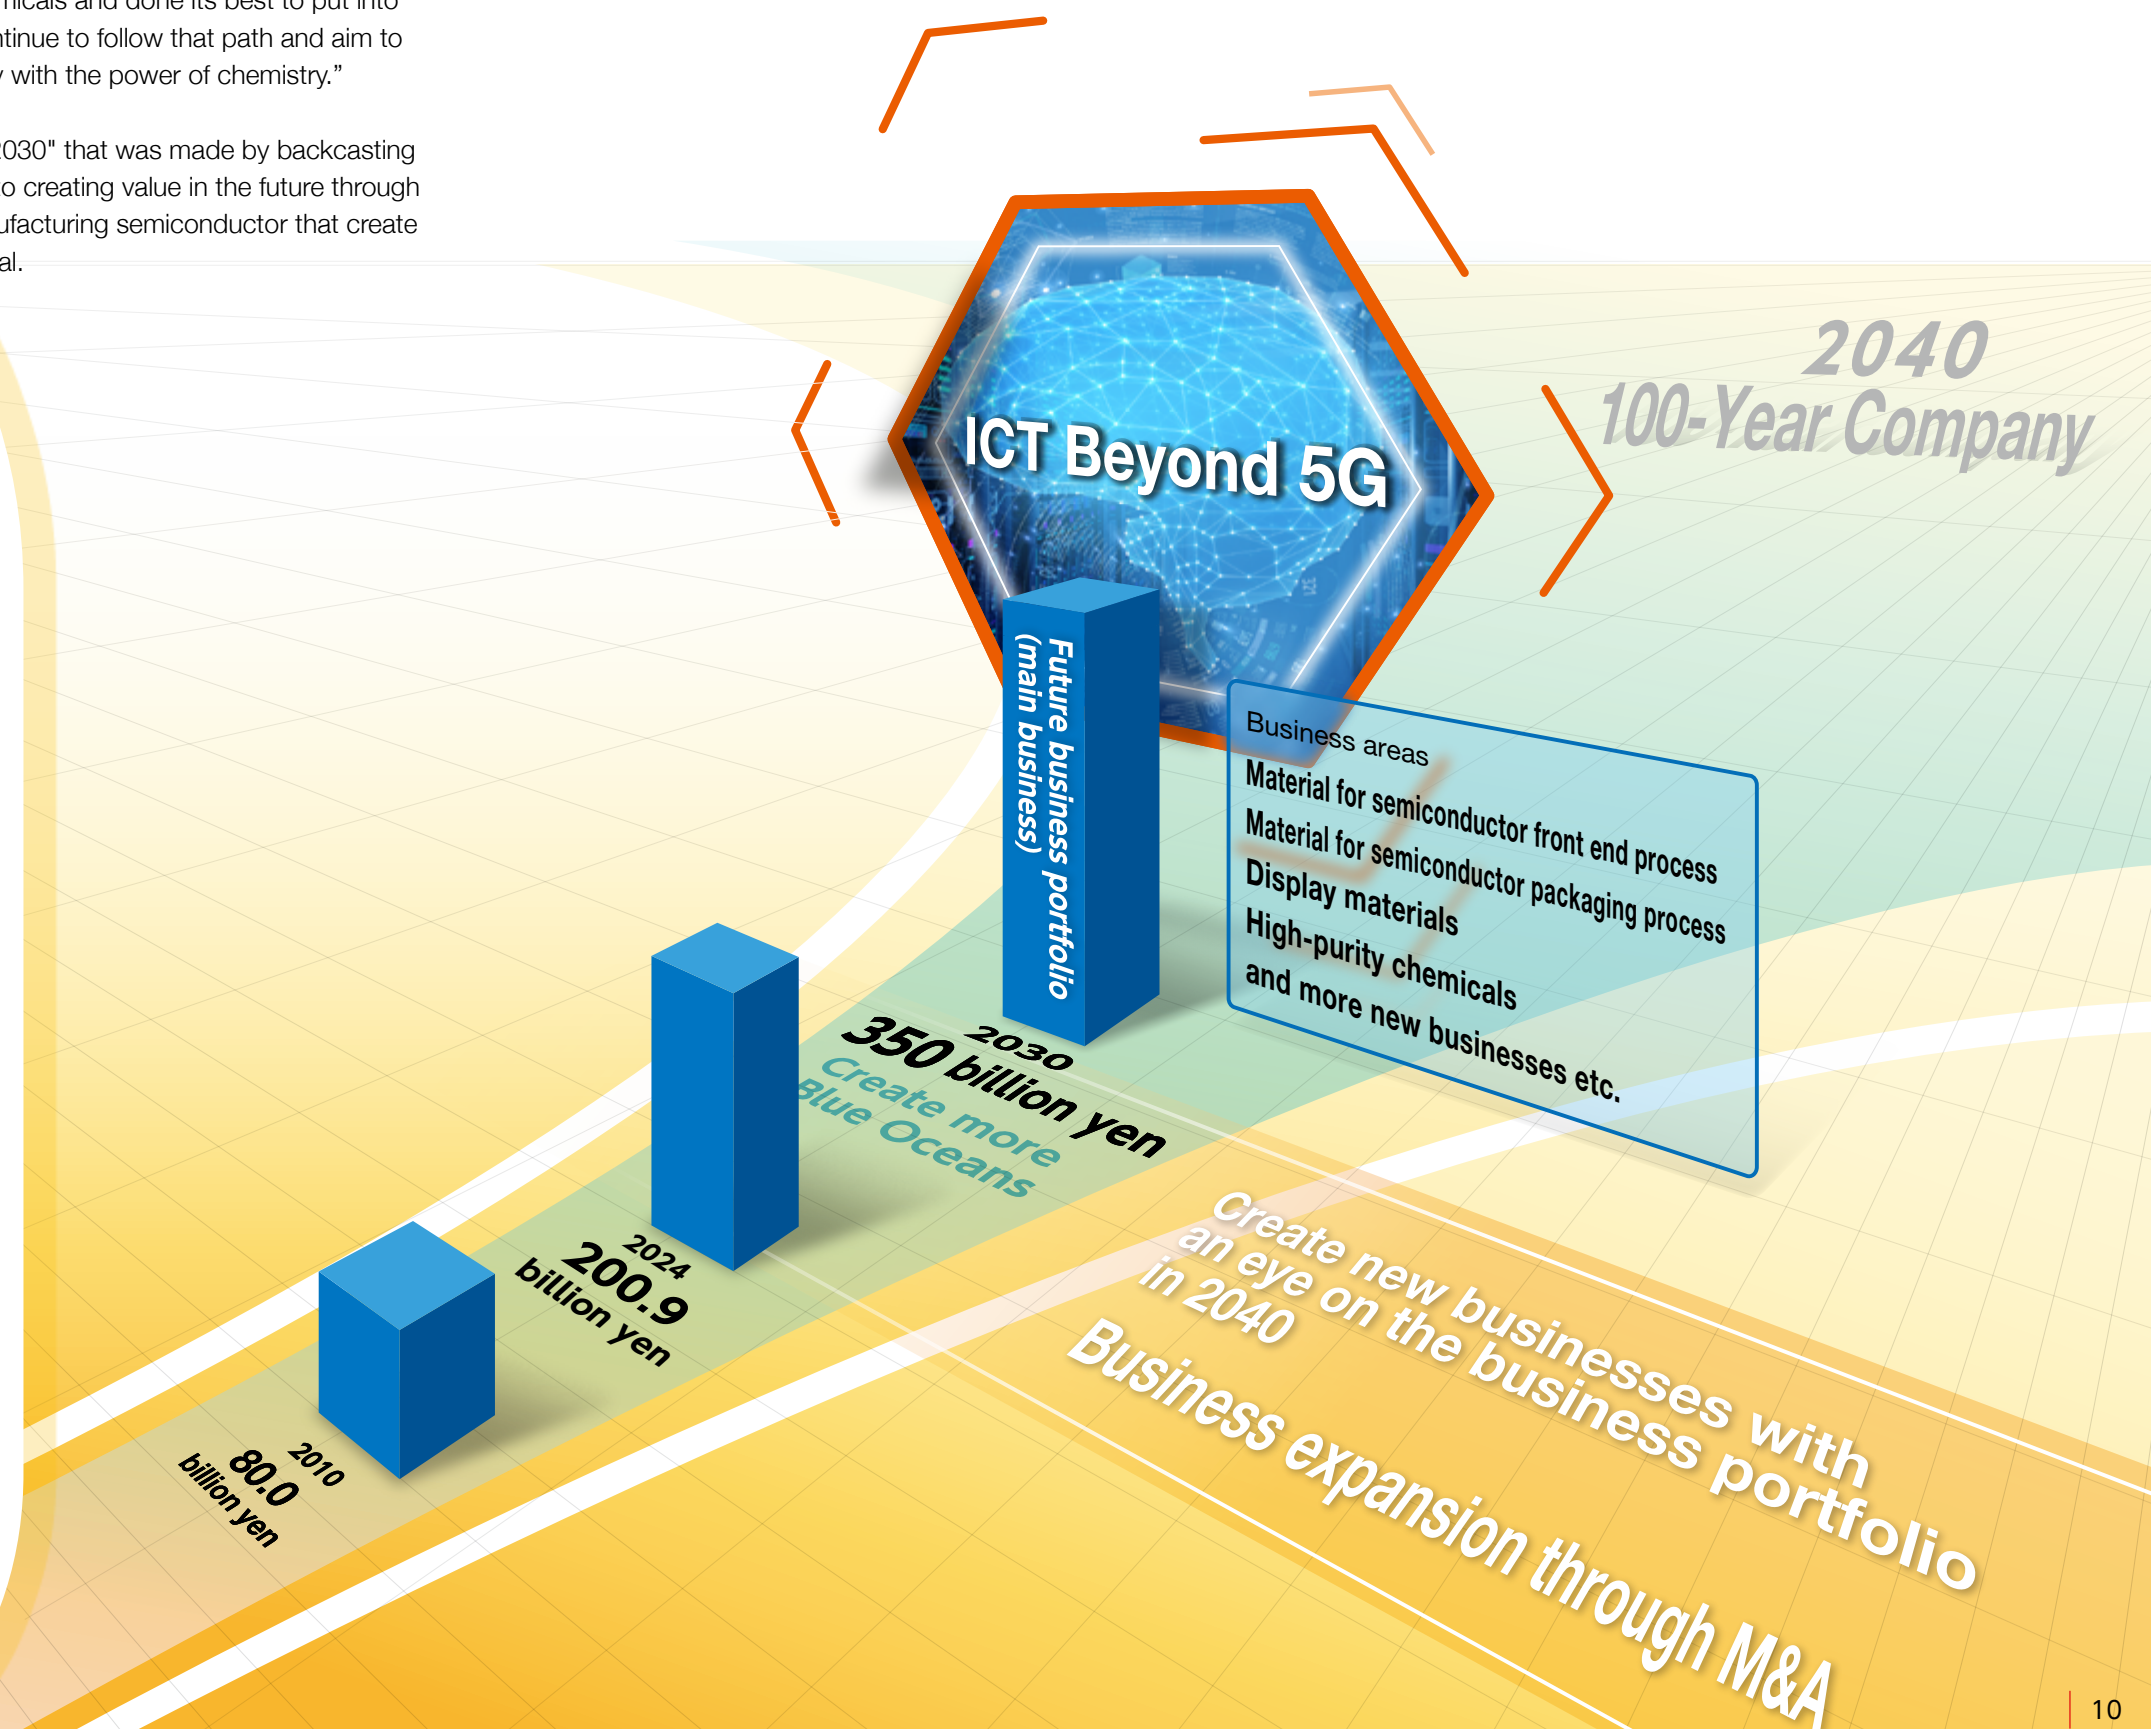 and done its best to put into
to follow that path and aim to
with the power of chemistry.”
2030" that was made by backcasting
to creating value in the future through
semiconductor that create
2040
100-Year Company
ICT Beyond 5G
Future business portfolio
(main business)
Business areas
Material for semiconductor front end process
Material for semiconductor packaging process
Display materials
High-purity chemicals
and more new businesses etc.
2030
350 billion yen
Create more
Blue Oceans
2024
200.9
billion yen
2010
80.0
billion yen
Create new businesses with
an eye on the business portfolio
in 2040
Business expansion through M&A
10